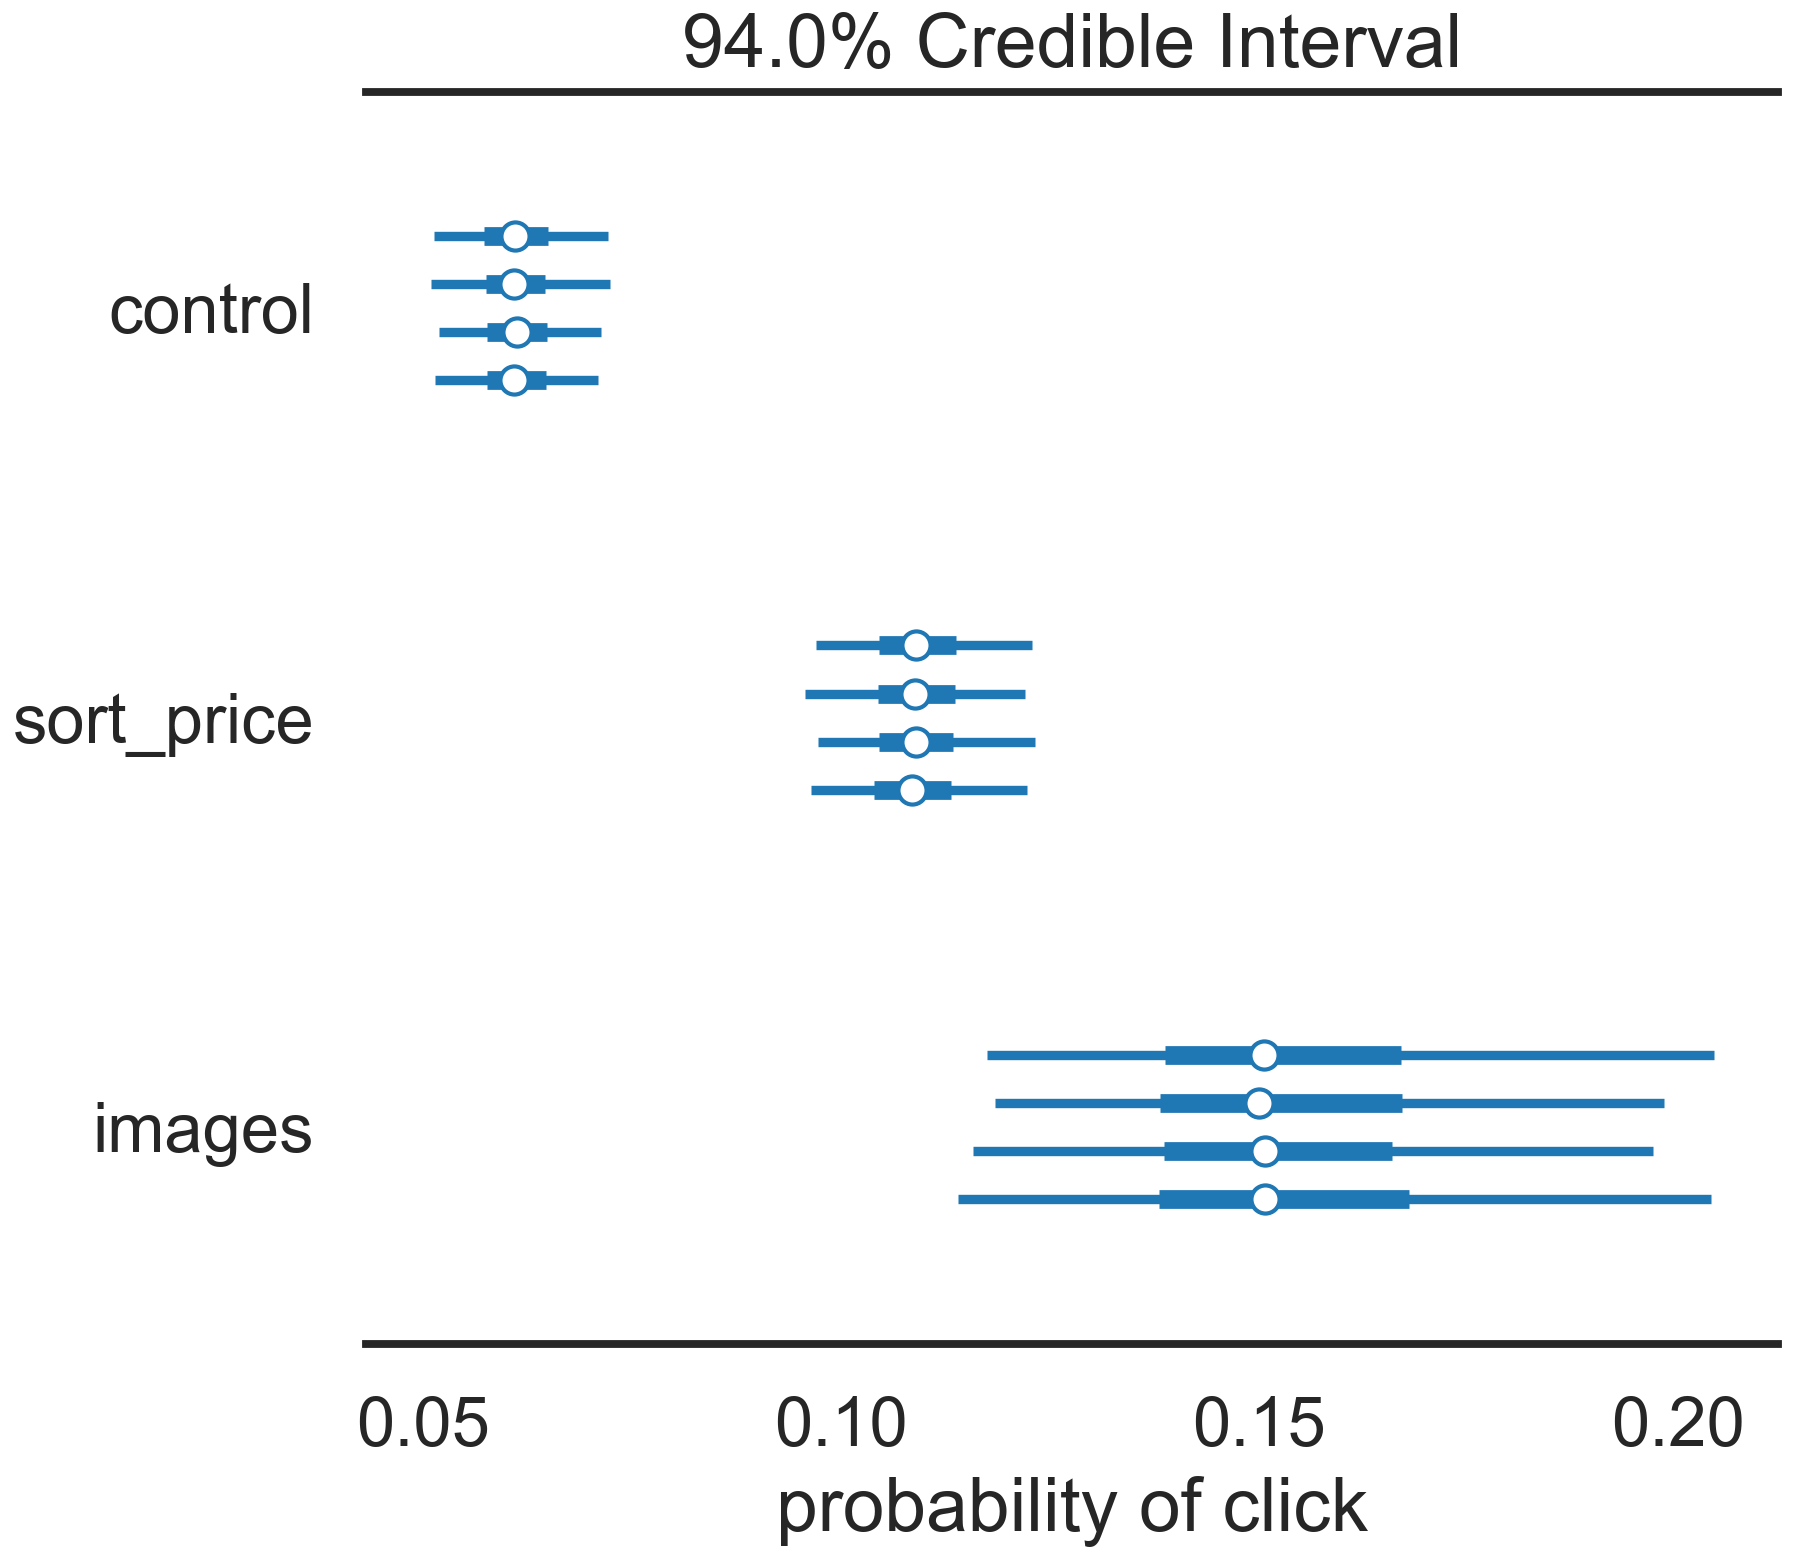 94.0% Credible Interval
control
sort_price
images
0.05 0.10 0.15 0.20
probability of click